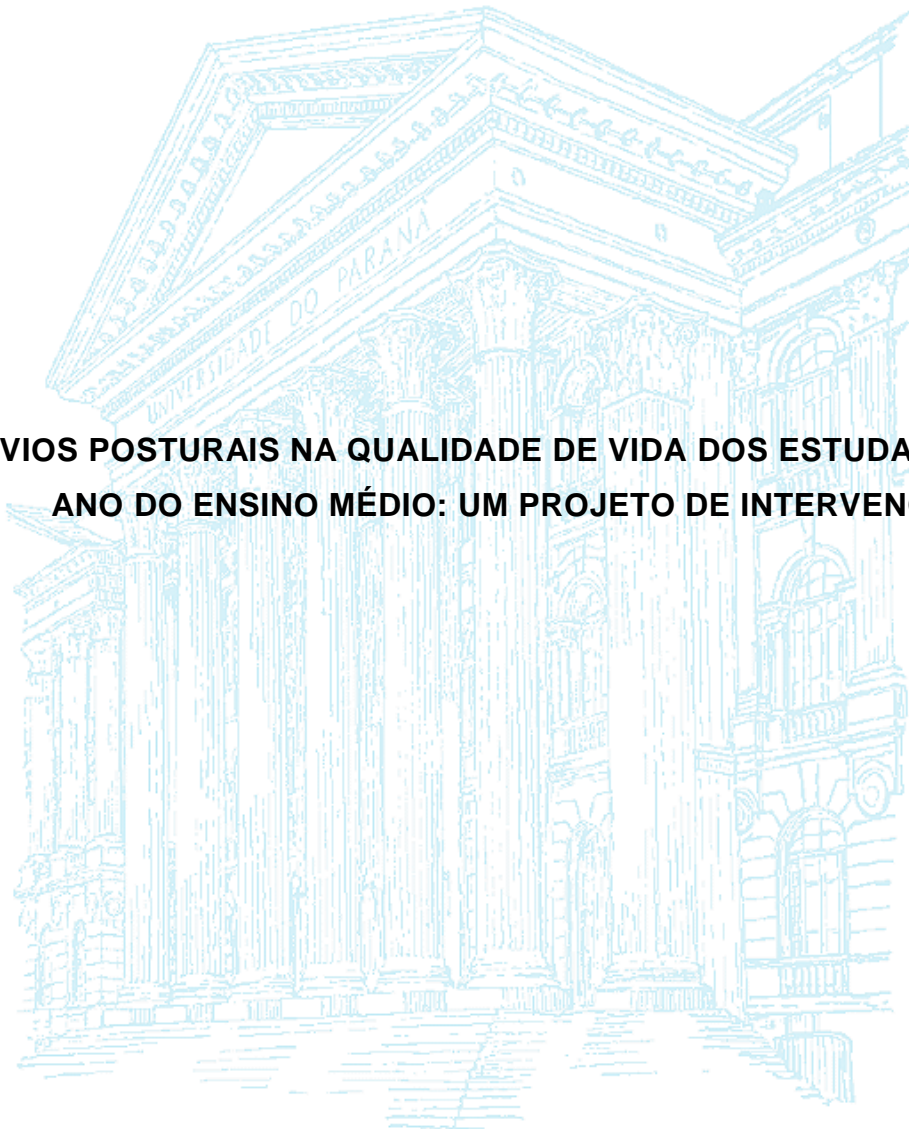 UNIVERSIDADE DO PARANÁ
VIOS POSTURAIS NA QUALIDADE DE VIDA DOS ESTUDA
ANO DO ENSINO MÉDIO: UM PROJETO DE INTERVEN